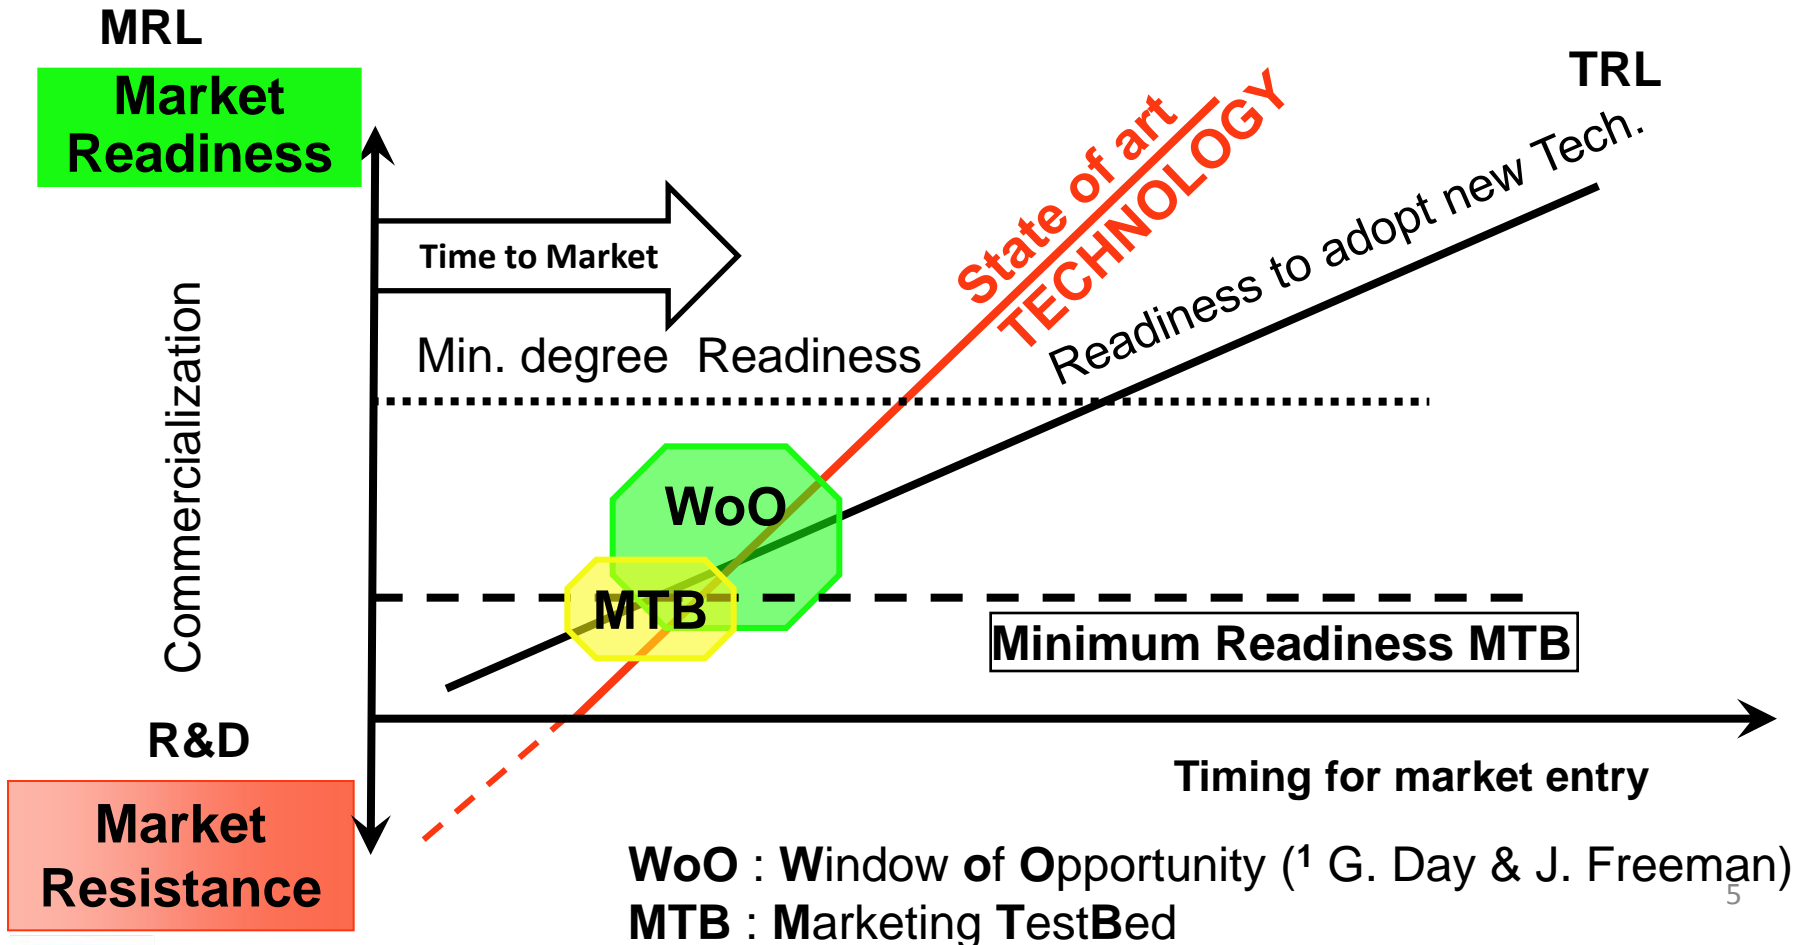 MRL
Market
Readiness
TRL
State of art
TECHNOLOGY
Readiness to adopt new Tech.
Time to Market
Min. degree Readiness
Commercialization
WoO
MTB
Minimum Readiness MTB
R&D
Timing for market entry
Market
Resistance
WoO : Window of Opportunity (¹ G. Day & J. Freeman)
5
MTB : Marketing TestBed